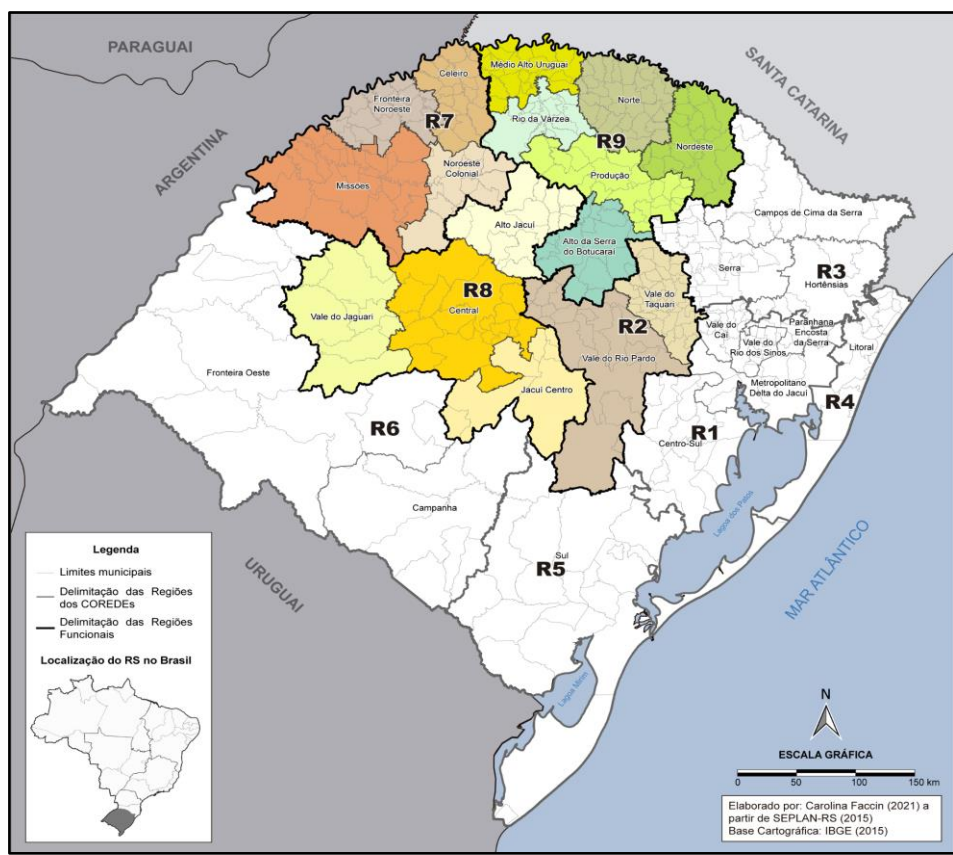 PARAGUAI
ARGENTINA
SANTA CATARINA
URUGUAI
MAR ATLÂNTICO
Médio Alto Uruguai
Celeiro
Fronteira
Noroeste
R7
Rio da Várzea
Norte
R9
Nordeste
Missões
Noroeste
Colonial
Produção
Alto Jacuí
Alto da Serra
do Botucaraí
Campos de Cima da Serra
Serra
R3
Hortênsias
Vale do Jaguari
R8
Central
Vale do
Taquari
R2
Vale do Rio Pardo
Vale do
Caí
Paranhana
Encosta
da Serra
Vale do
Rio dos Sinos
Litoral
Metropolitano
Delta do Jacuí
R4
Fronteira Oeste
Jacuí Centro
R6
R1
Centro-Sul
Campanha
Lagoa dos Patos
Sul
R5
Lagoa Mirim
Legenda
Limites municipais
Delimitação das Regiões
dos COREDEs
Delimitação das Regiões
Funcionais
Localização do RS no Brasil
N
ESCALA GRÁFICA
0 50 100 150 km
Elaborado por: Carolina Faccin (2021) a
partir de SEPLAN-RS (2015)
Base Cartográfica: IBGE (2015)